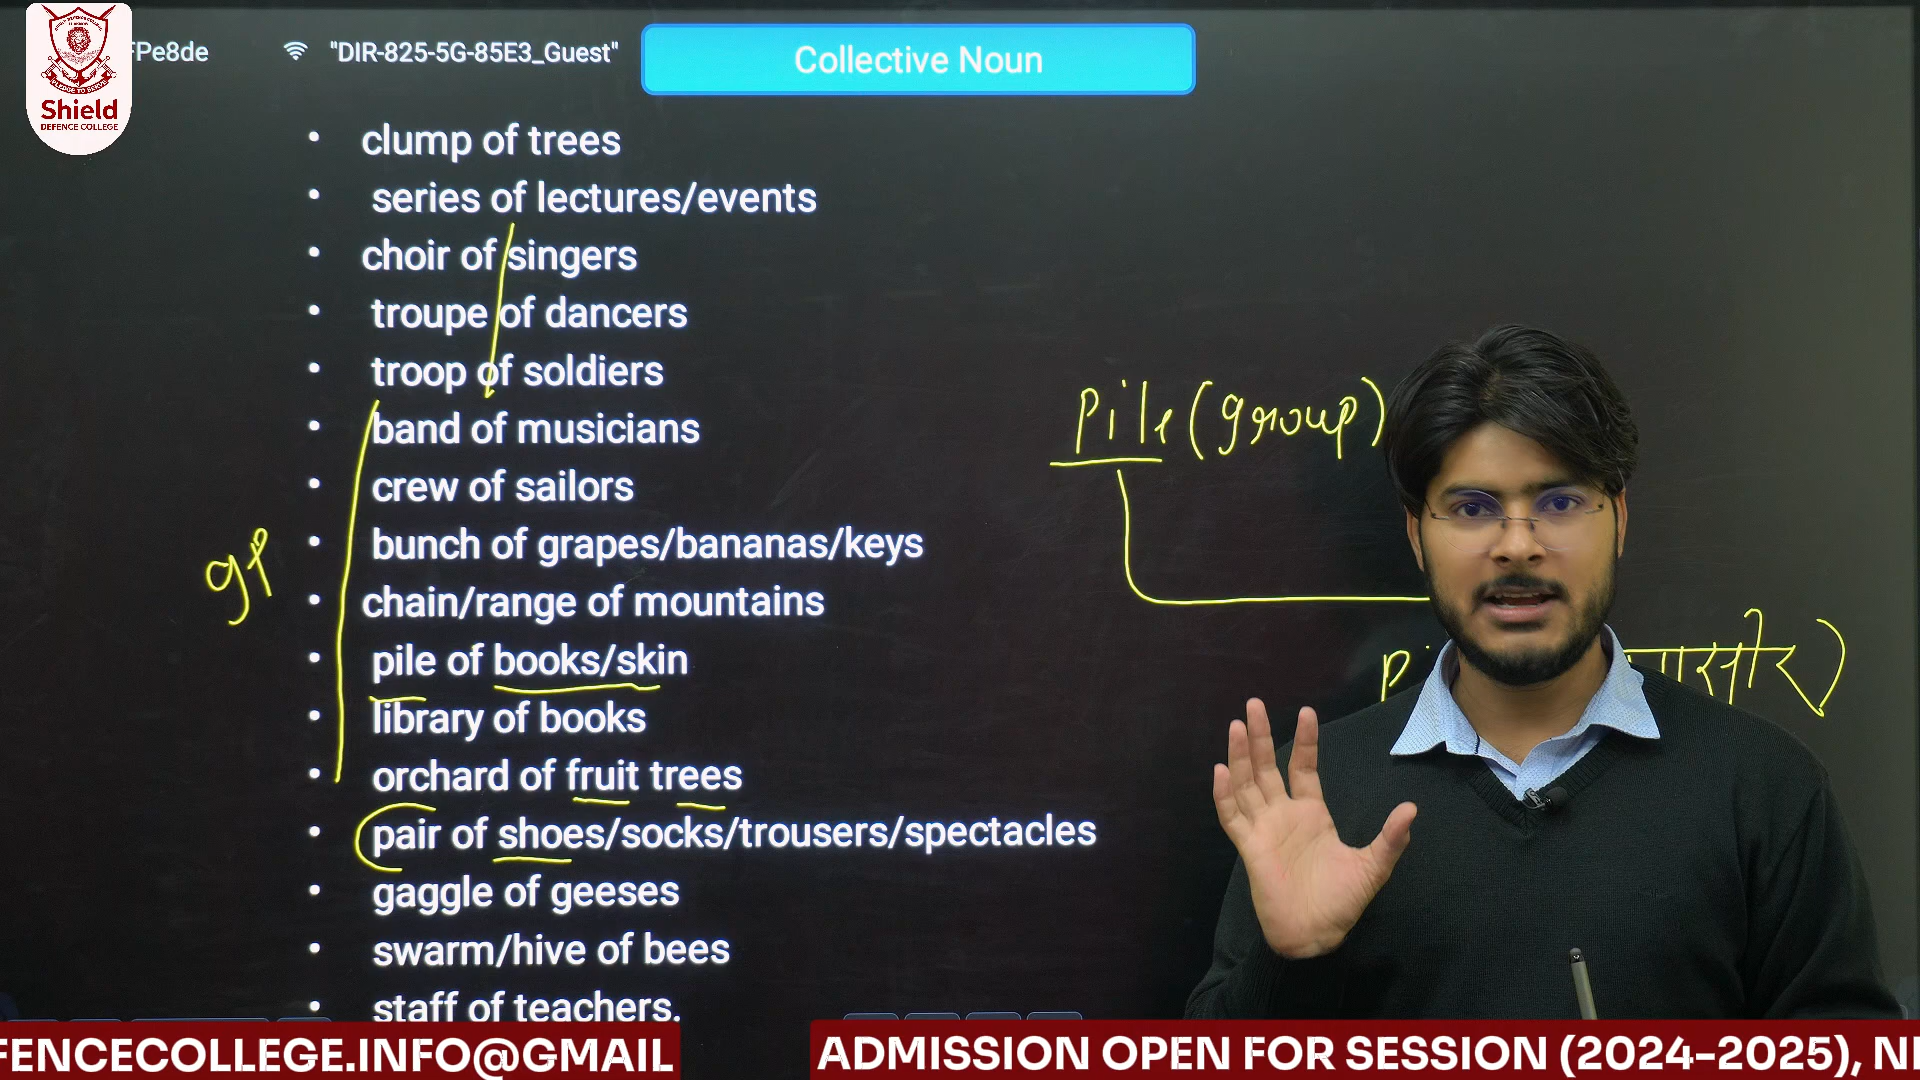 FPe8de "DIR-825-5G-85E3_Guest"
Collective Noun
Shield
DEFENCE COLLEGE
• clump of trees
• series of lectures/events
• choir of singers
• troupe of dancers
• troop of soldiers
• band of musicians
• crew of sailors
• bunch of grapes/bananas/keys
• chain/range of mountains
• pile of books/skin
• library of books
• orchard of fruit trees
• pair of shoes/socks/trousers/spectacles
• gaggle of geeses
• swarm/hive of bees
• staff of teachers.
gp
Pile (group)
FENCECOLLEGE.INFO@GMAIL
ADMISSION OPEN FOR SESSION (2024-2025), NI